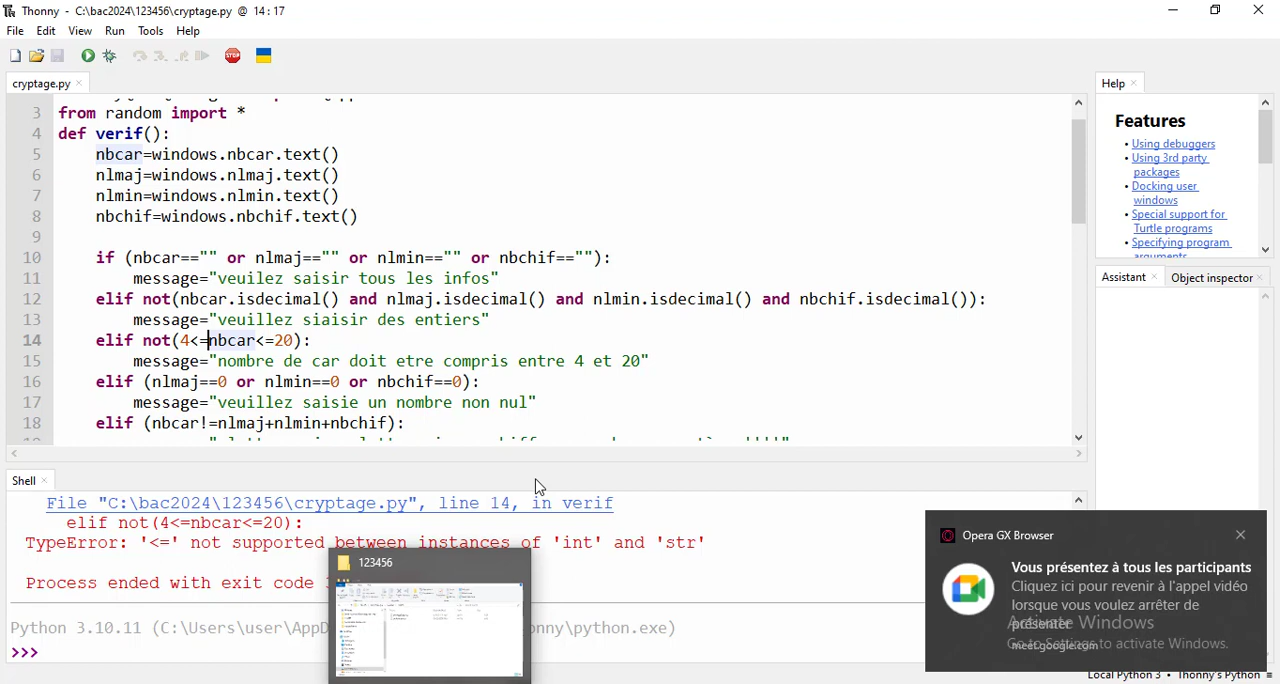 Thonny - C:\bac2024\123456\cryptage.py @ 14 : 17
File Edit View Run Tools Help
cryptage.py
3 from random import *
4 def verif():
5 nbcar=windows.nbcar.text()
6 nlmaj=windows.nlmaj.text()
7 nlmin=windows.nlmin.text()
8 nbchif=windows.nbchif.text()
9
10 if (nbcar=="" or nlmaj=="" or nlmin=="" or nbchif==""):
11 message="veuilez saisir tous les infos"
12 elif not(nbcar.isdecimal() and nlmaj.isdecimal() and nlmin.isdecimal() and nbchif.isdecimal()):
13 message="veuillez siaisir des entiers"
14 elif not(4<=nbcar<=20):
15 message="nombre de car doit etre compris entre 4 et 20"
16 elif (nlmaj==0 or nlmin==0 or nbchif==0):
17 message="veuillez saisie un nombre non nul"
18 elif (nbcar!=nlmaj+nlmin+nbchif):
Help
Features
• Using debuggers
• Using 3rd party
packages
• Docking user
windows
• Special support for
Turtle programs
• Specifying program
arguments
Assistant Object inspector
Shell
File "C:\bac2024\123456\cryptage.py", line 14, in verif
elif not(4<=nbcar<=20):
TypeError: '<=' not supported between instances of 'int' and 'str'
Process ended with exit code
Python 3.10.11 (C:\Users\user\AppD
nny\python.exe)
>>>
123456
Opera GX Browser
Vous présentez à tous les participants
Cliquez ici pour revenir à l'appel vidéo
lorsque vous voulez arrêter de
présenter
meet.google.com
Activate Windows
Go to Settings to activate Windows.
Local Python 3 • Thonny's Python